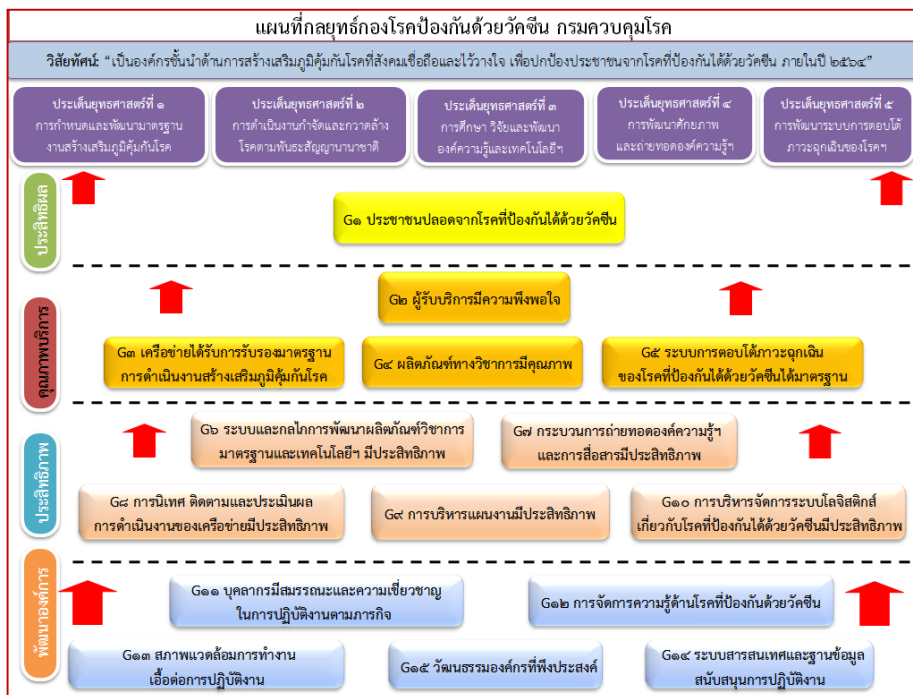 แผนที่กลยุทธ์กองโรคป้องกันด้วยวัคซีน กรมควบคุมโรค
วิสัยทัศน์: “เป็นองค์กรชั้นนำด้านการสร้างเสริมภูมิคุ้มกันโรคที่สังคมเชื่อถือและไว้วางใจ เพื่อปกป้องประชาชนจากโรคที่ป้องกันได้ด้วยวัคซีน ภายในปี ๒๕๖๔”
ประเด็นยุทธศาสตร์ที่ ๑
การกำหนดและพัฒนามาตรฐาน
งานสร้างเสริมภูมิคุ้มกันโรค
ประเด็นยุทธศาสตร์ที่ ๒
การดำเนินงานกำจัดและกวาดล้าง
โรคตามพันธะสัญญานานาชาติ
ประเด็นยุทธศาสตร์ที่ ๓
การศึกษา วิจัยและพัฒนา
องค์ความรู้และเทคโนโลยีฯ
ประเด็นยุทธศาสตร์ที่ ๔
การพัฒนาศักยภาพ
และถ่ายทอดองค์ความรู้ฯ
ประเด็นยุทธศาสตร์ที่ ๕
การพัฒนาระบบการตอบโต้
ภาวะฉุกเฉินของโรคฯ
ประสิทธิผล
G๑ ประชาชนปลอดจากโรคที่ป้องกันได้ด้วยวัคซีน
คุณภาพบริการ
G๒ ผู้รับบริการมีความพึงพอใจ
G๓ เครือข่ายได้รับการรับรองมาตรฐาน
การดำเนินงานสร้างเสริมภูมิคุ้มกันโรค
G๔ ผลิตภัณฑ์ทางวิชาการมีคุณภาพ
G๕ ระบบการตอบโต้ภาวะฉุกเฉิน
ของโรคที่ป้องกันได้ด้วยวัคซีนได้มาตรฐาน
ประสิทธิภาพ
G๖ ระบบและกลไกการพัฒนาผลิตภัณฑ์วิชาการ
มาตรฐานและเทคโนโลยีฯ มีประสิทธิภาพ
G๗ กระบวนการถ่ายทอดองค์ความรู้ฯ
และการสื่อสารมีประสิทธิภาพ
G๘ การนิเทศ ติดตามและประเมินผล
การดำเนินงานของเครือข่ายมีประสิทธิภาพ
G๙ การบริหารแผนงานมีประสิทธิภาพ
G๑๐ การบริหารจัดการระบบโลจิสติกส์
เกี่ยวกับโรคที่ป้องกันได้ด้วยวัคซีนมีประสิทธิภาพ
พัฒนาองค์การ
G๑๑ บุคลากรมีสมรรถนะและความเชี่ยวชาญ
ในการปฏิบัติงานตามภารกิจ
G๑๒ การจัดการความรู้ด้านโรคที่ป้องกันด้วยวัคซีน
G๑๓ สภาพแวดล้อมการทำงาน
เอื้อต่อการปฏิบัติงาน
G๑๕ วัฒนธรรมองค์กรที่พึงประสงค์
G๑๔ ระบบสารสนเทศและฐานข้อมูล
สนับสนุนการปฏิบัติงาน